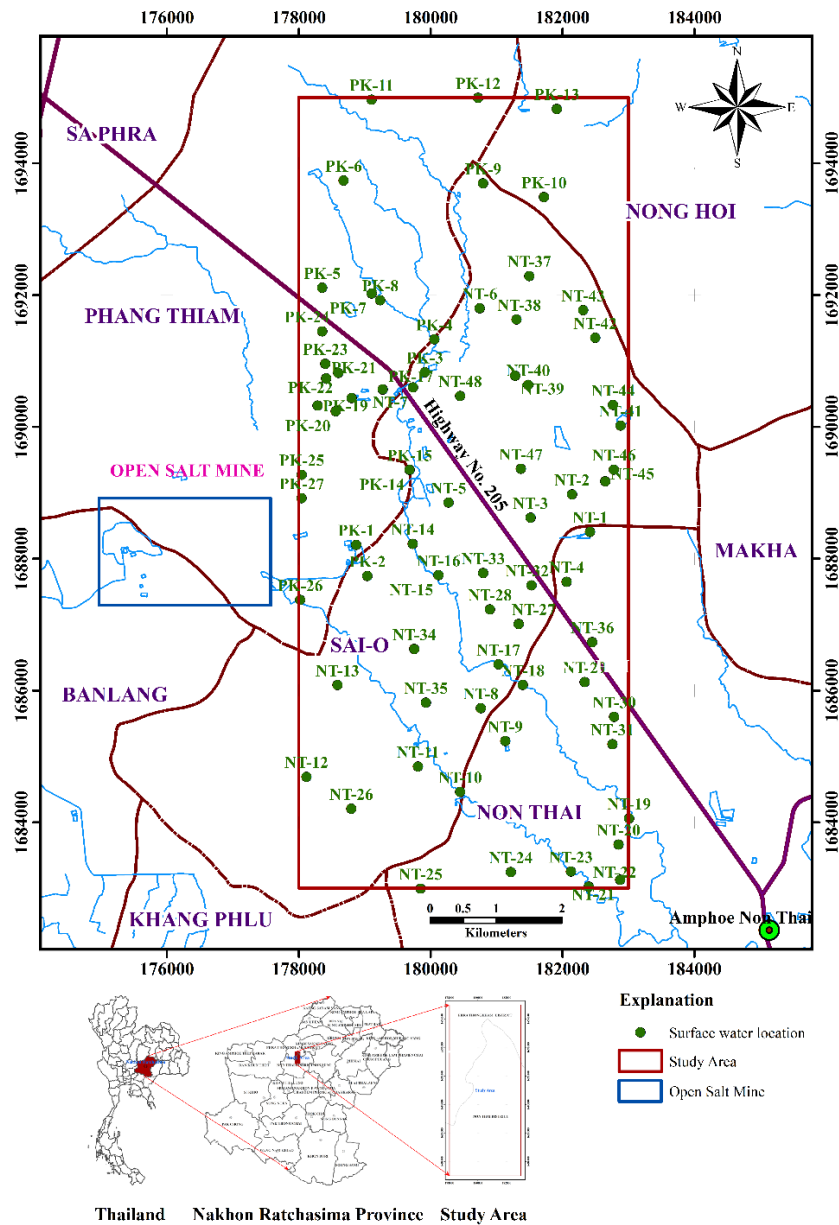 176000 178000 180000 182000 184000
PK-11
PK-12
PK-13
N
W E
S
SA PHRA
1694000 1694000
PK-6
PK-9
PK-10
NONG HOI
NT-37
PK-5
PK-8
1692000 1692000
PHANG THIAM
PK-7
NT-6
NT-38
NT-43
PK-24
PK-4
NT-42
PK-23
PK-21
PK-3
NT-40
PK-22
PK-17
NT-48
NT-39
NT-44
PK-19
NT-7
NT-41
PK-20
1690000 1690000
Highway No. 205
OPEN SALT MINE
PK-25
PK-15
NT-47
NT-46
PK-27
PK-14
NT-5
NT-2
NT-45
NT-3
PK-1
NT-14
NT-1
1688000 1688000
MAKHA
PK-2
NT-16
NT-33
NT-32
NT-4
PK-26
NT-15
NT-28
NT-27
SAI-O
NT-34
NT-36
NT-13
NT-17
NT-18
BANLANG
1686000 1686000
NT-35
NT-8
NT-30
NT-9
NT-31
NT-12
NT-11
NT-10
NT-26
NON THAI
NT-19
1684000 1684000
NT-20
NT-25
NT-24
NT-23
NT-22
NT-21
KHANG PHLU
0 0.5 1 2
Kilometers
Amphoe Non Thai
176000 178000 180000 182000 184000
Explanation
Surface water location
Study Area
Open Salt Mine
Thailand Nakhon Ratchasima Province Study Area